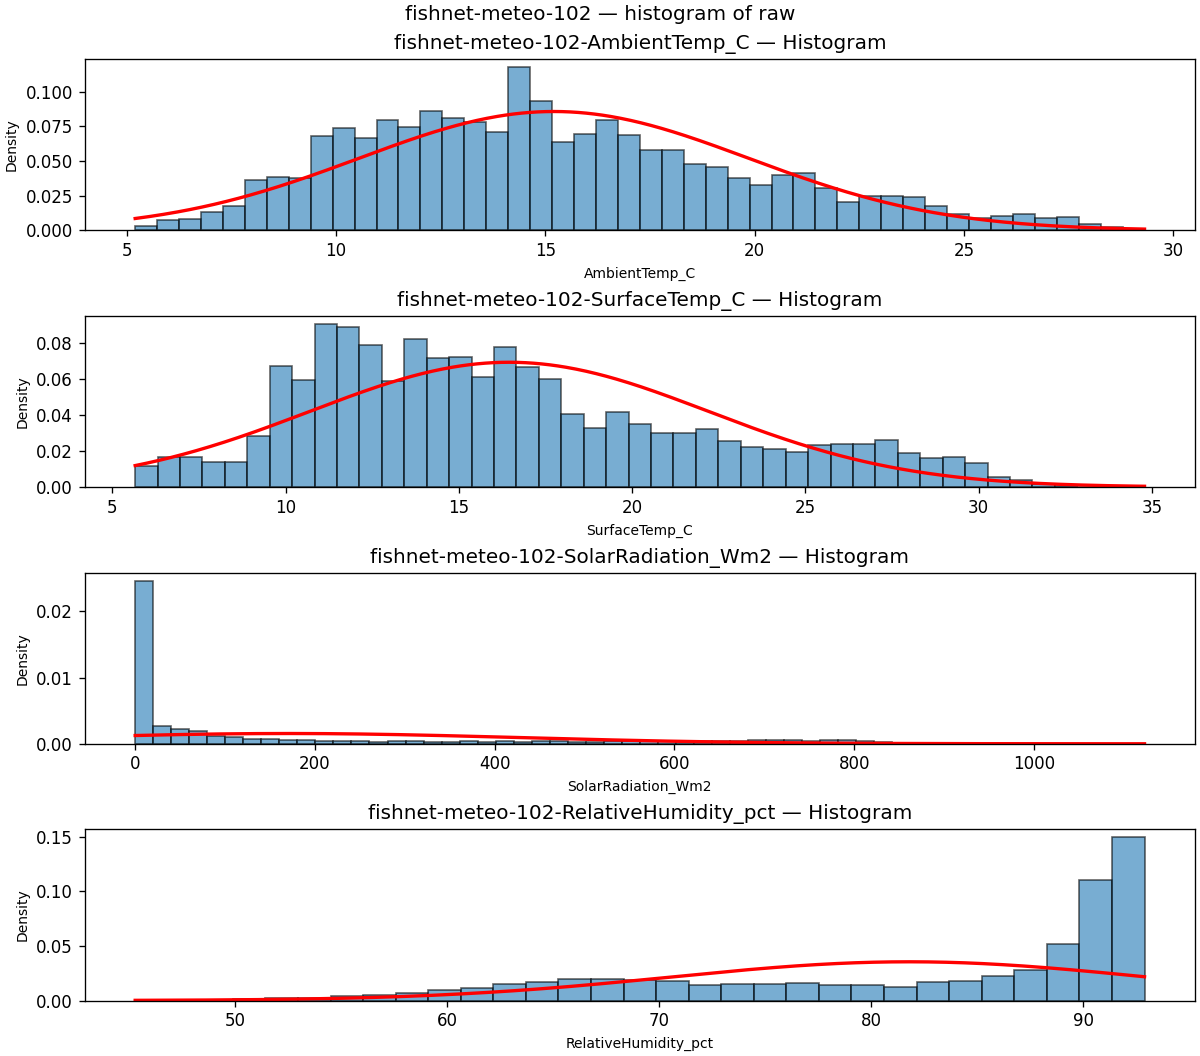 fishnet-meteo-102 — histogram of raw
fishnet-meteo-102-AmbientTemp_C — Histogram
Density
0.100
0.075
0.050
0.025
0.000
5 10 15 20 25 30
AmbientTemp_C
fishnet-meteo-102-SurfaceTemp_C — Histogram
Density
0.08
0.06
0.04
0.02
0.00
5 10 15 20 25 30 35
SurfaceTemp_C
fishnet-meteo-102-SolarRadiation_Wm2 — Histogram
Density
0.02
0.01
0.00
0 200 400 600 800 1000
SolarRadiation_Wm2
fishnet-meteo-102-RelativeHumidity_pct — Histogram
Density
0.15
0.10
0.05
0.00
50 60 70 80 90
RelativeHumidity_pct